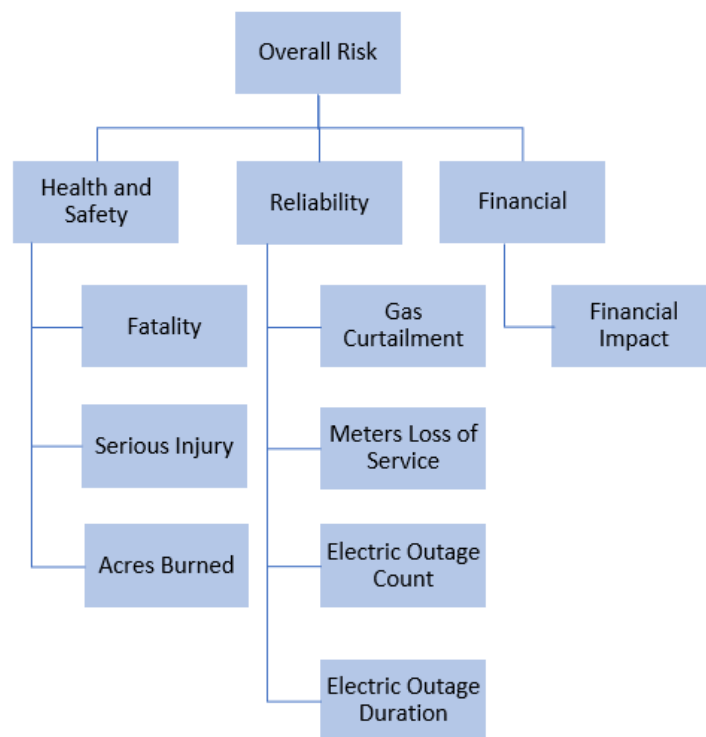 Overall Risk
Health and
Safety
Reliability
Financial
Fatality
Serious Injury
Acres Burned
Gas
Curtailment
Meters Loss of
Service
Electric Outage
Count
Electric Outage
Duration
Financial
Impact